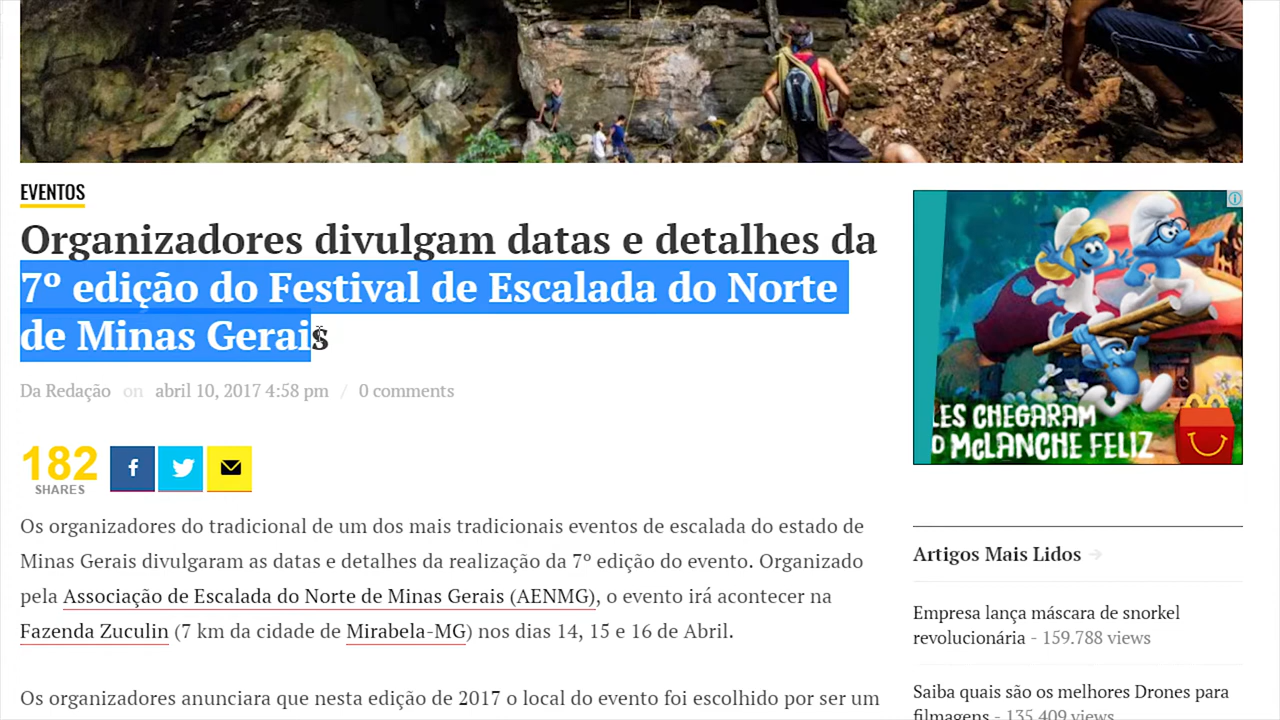 EVENTOS
Organizadores divulgam datas e detalhes da
7º edição do Festival de Escalada do Norte
de Minas Gerais
Da Redação on abril 10, 2017 4:58 pm / 0 comments
182
SHARES
Os organizadores do tradicional de um dos mais tradicionais eventos de escalada do estado de
Minas Gerais divulgaram as datas e detalhes da realização da 7º edição do evento. Organizado
pela Associação de Escalada do Norte de Minas Gerais (AENMG), o evento irá acontecer na
Fazenda Zuculin (7 km da cidade de Mirabela-MG) nos dias 14, 15 e 16 de Abril.
Os organizadores anunciara que nesta edição de 2017 o local do evento foi escolhido por ser um
LES CHEGARAM
O McLANCHE FELIZ
Artigos Mais Lidos
Empresa lança máscara de snorkel
revolucionária - 159.788 views
Saiba quais são os melhores Drones para
filmagens - 135.409 views